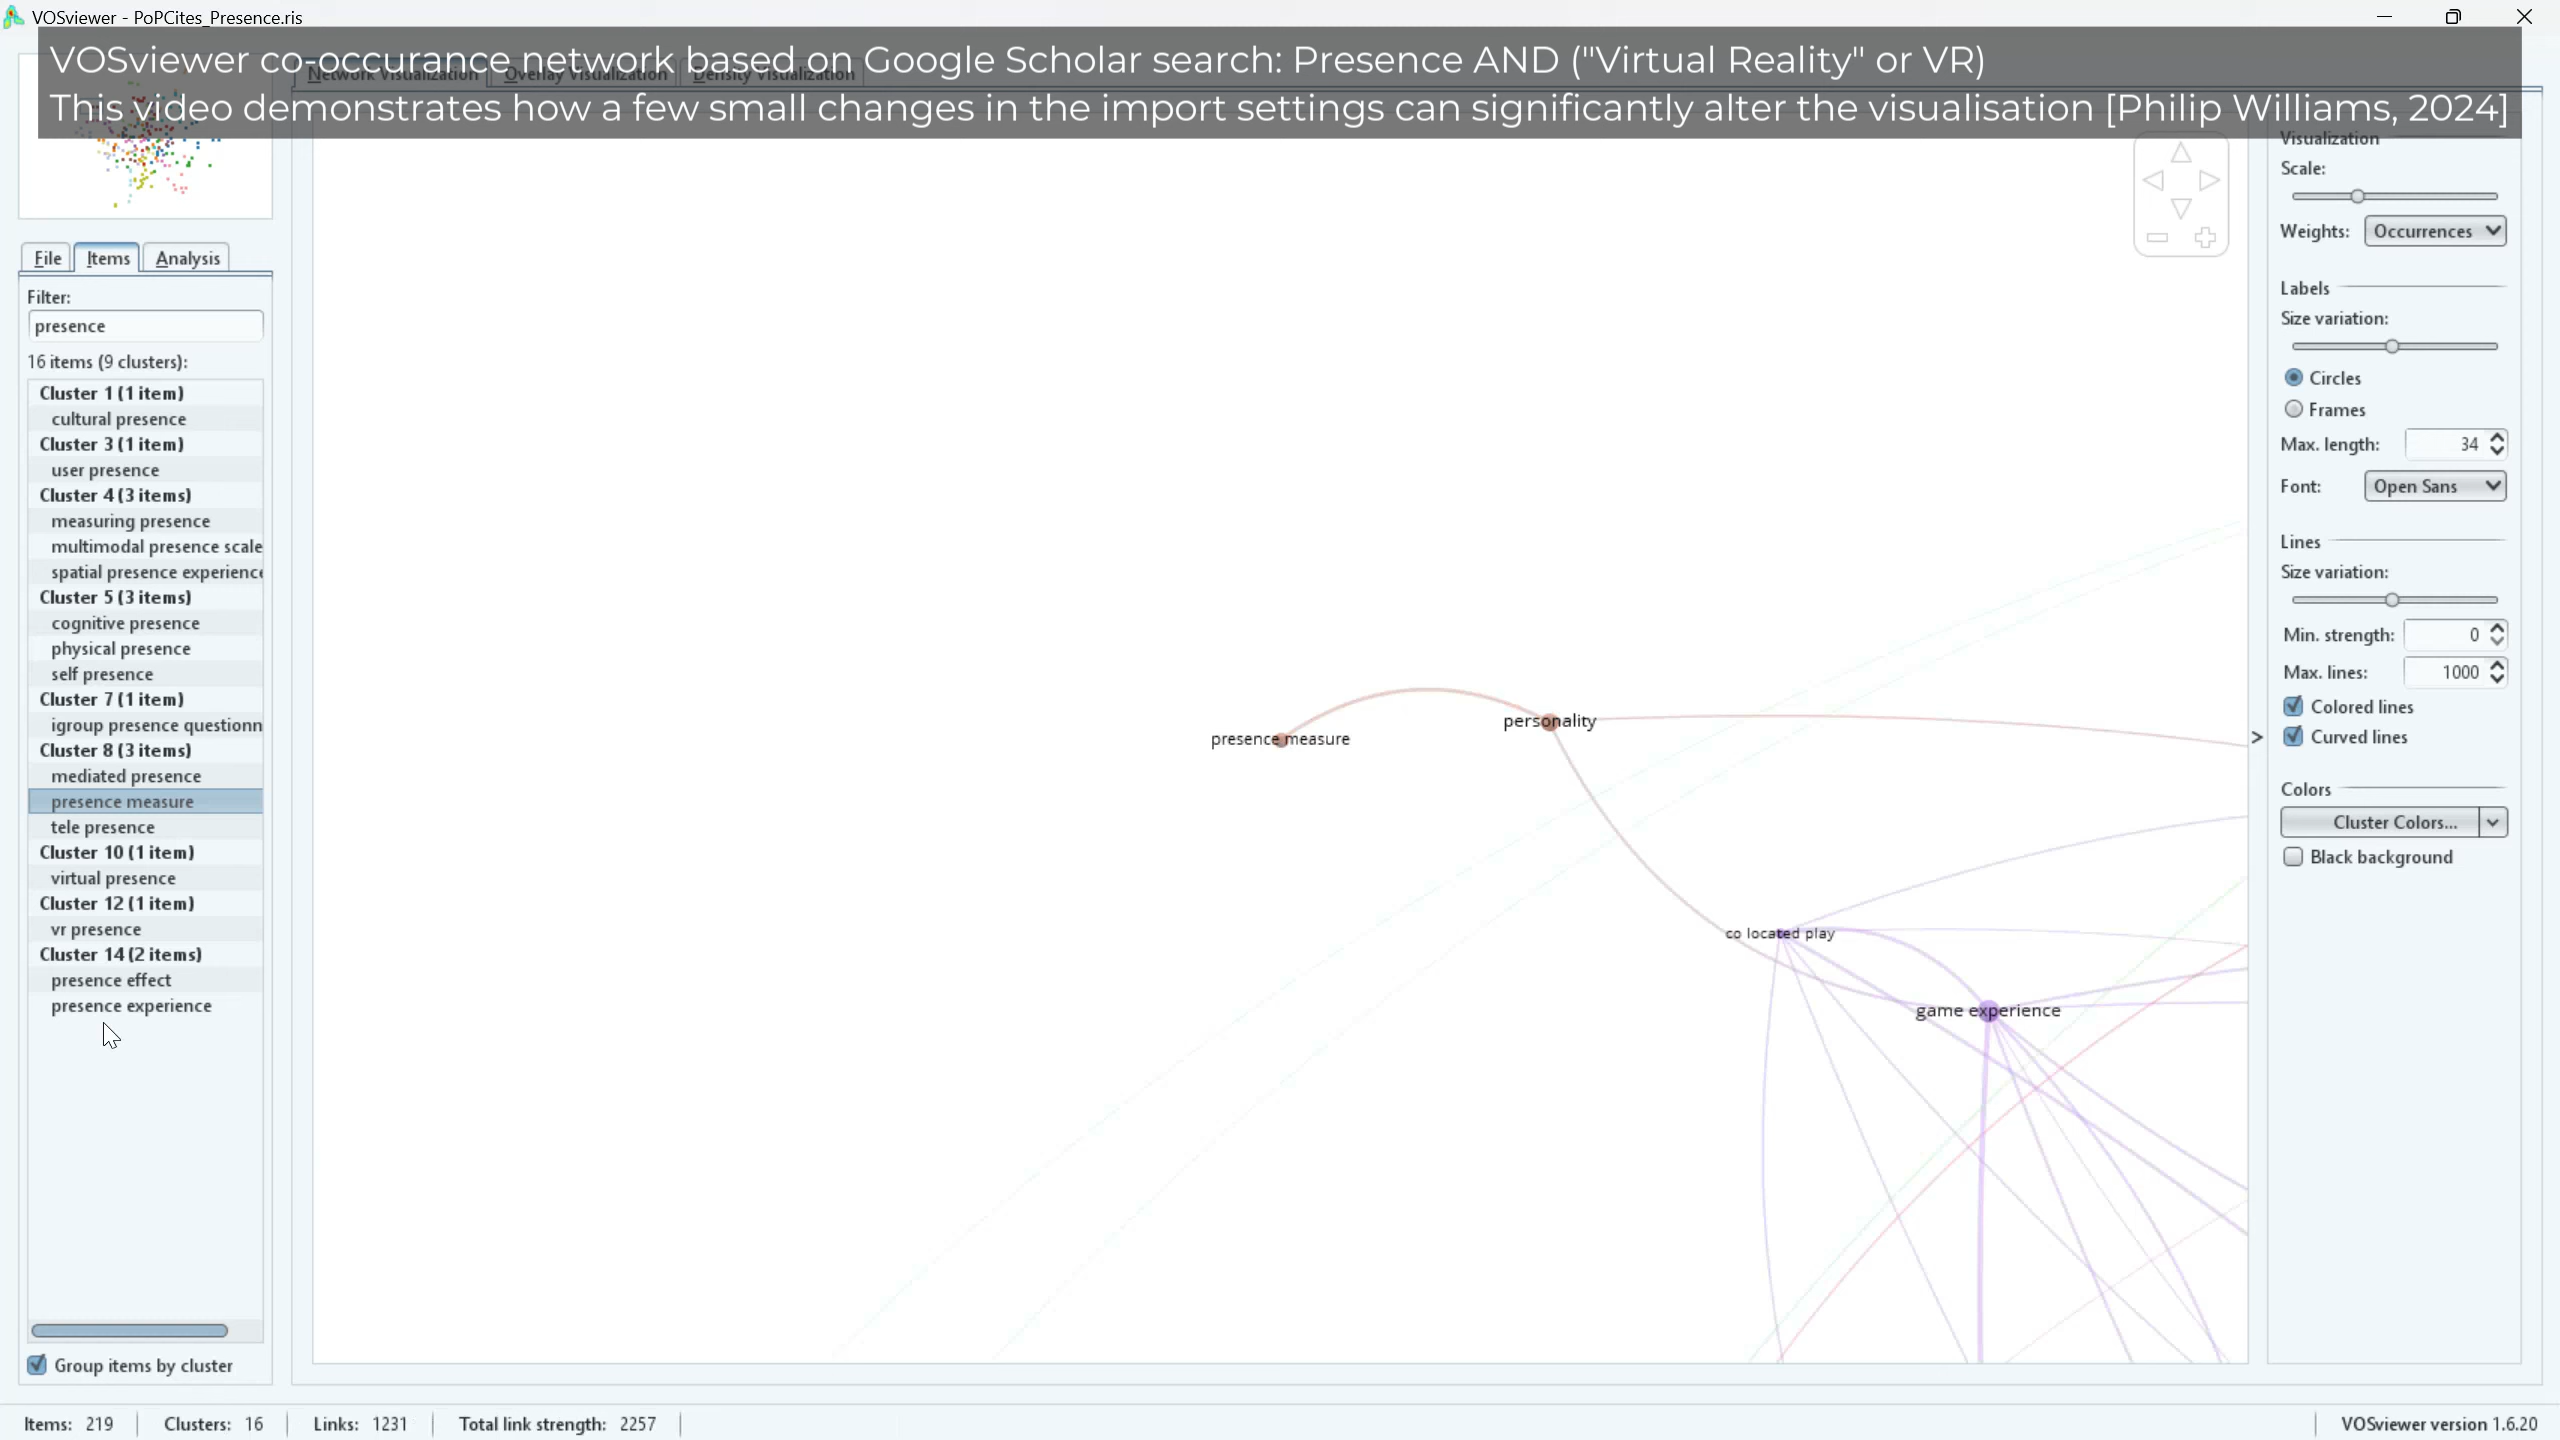 VOSviewer - PoPCites_Presence.ris
VOSviewer co-occurance network based on Google Scholar search: Presence AND ("Virtual Reality" or VR)
This video demonstrates how a few small changes in the import settings can significantly alter the visualisation [Philip Williams, 2024]
Network Visualization
Overlay Visualization
Density Visualization
File
Items
Analysis
Filter:
presence
16 items (9 clusters):
Cluster 1 (1 item)
cultural presence
Cluster 3 (1 item)
user presence
Cluster 4 (3 items)
measuring presence
multimodal presence scale
spatial presence experience
Cluster 5 (3 items)
cognitive presence
physical presence
self presence
Cluster 7 (1 item)
igroup presence questionn
Cluster 8 (3 items)
mediated presence
presence measure
tele presence
Cluster 10 (1 item)
virtual presence
Cluster 12 (1 item)
vr presence
Cluster 14 (2 items)
presence effect
presence experience
Group items by cluster
presence measure
personality
co located play
game experience
Visualization
Scale:
Weights: Occurrences
Labels
Size variation:
Circles
Frames
Max. length: 34
Font: Open Sans
Lines
Size variation:
Min. strength: 0
Max. lines: 1000
Colored lines
Curved lines
>
Colors
Cluster Colors...
Black background
Items: 219
Clusters: 16
Links: 1231
Total link strength: 2257
VOSviewer version 1.6.20